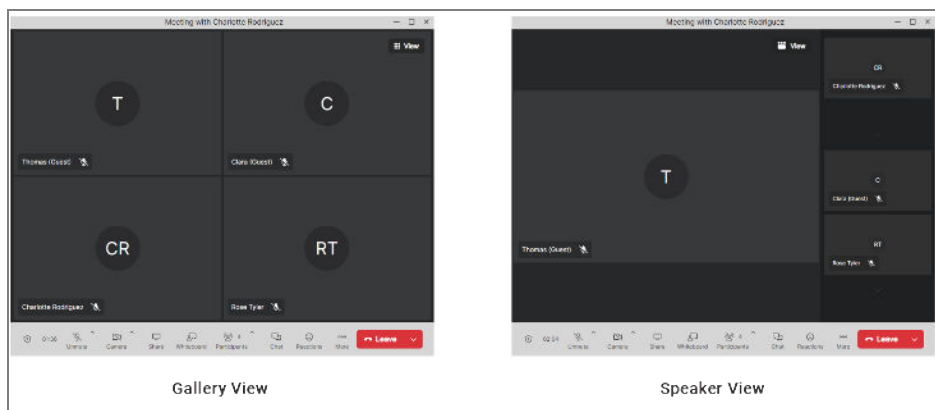 Meeting with Charlotte Rodriguez
View
T
C
Thomas (Guest)
Clara (Guest)
CR
RT
Charlotte Rodriguez
Rose Tyler
Unmute
Camera
Share
Whiteboard
Participants
4
Chat
Reactions
More
Leave
Gallery View
Meeting with Charlotte Rodriguez
View
CR
Charlotte Rodriguez
T
C
Clara (Guest)
Thomas (Guest)
RT
Rose Tyler
Unmute
Camera
Share
Whiteboard
Participants
4
Chat
Reactions
More
Leave
Speaker View